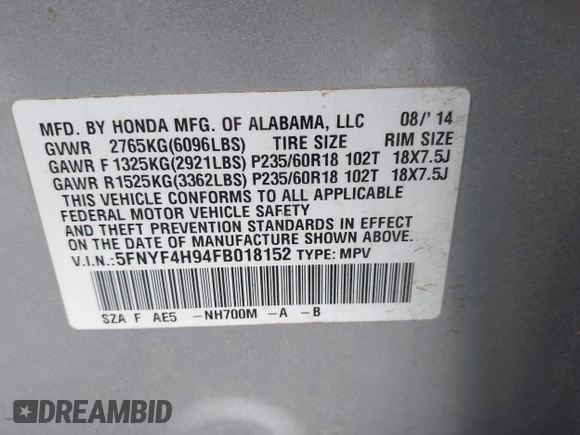 MFD. BY HONDA MFG. OF ALABAMA, LLC 08/'14
GVWR 2765KG(6096LBS) TIRE SIZE RIM SIZE
GAWR F 1325KG(2921LBS) P235/60R18 102T 18X7.5J
GAWR R1525KG(3362LBS) P235/60R18 102T 18X7.5J
THIS VEHICLE CONFORMS TO ALL APPLICABLE
FEDERAL MOTOR VEHICLE SAFETY
AND THEFT PREVENTION STANDARDS IN EFFECT
ON THE DATE OF MANUFACTURE SHOWN ABOVE.
V.I.N.:5FNYF4H94FB018152 TYPE: MPV
SZA F AE5 -NH700M -A -B
DREAMBID